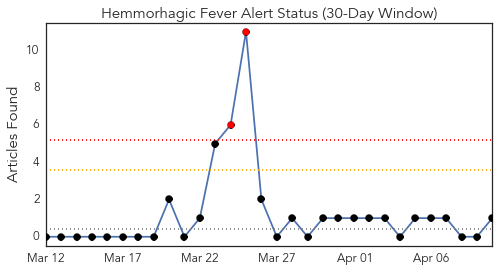 Hemmorhagic Fever Alert Status (30-Day Window)
Articles Found
10
8
6
4
2
0
Mar 12 Mar 17 Mar 22 Mar 27 Apr 01 Apr 06